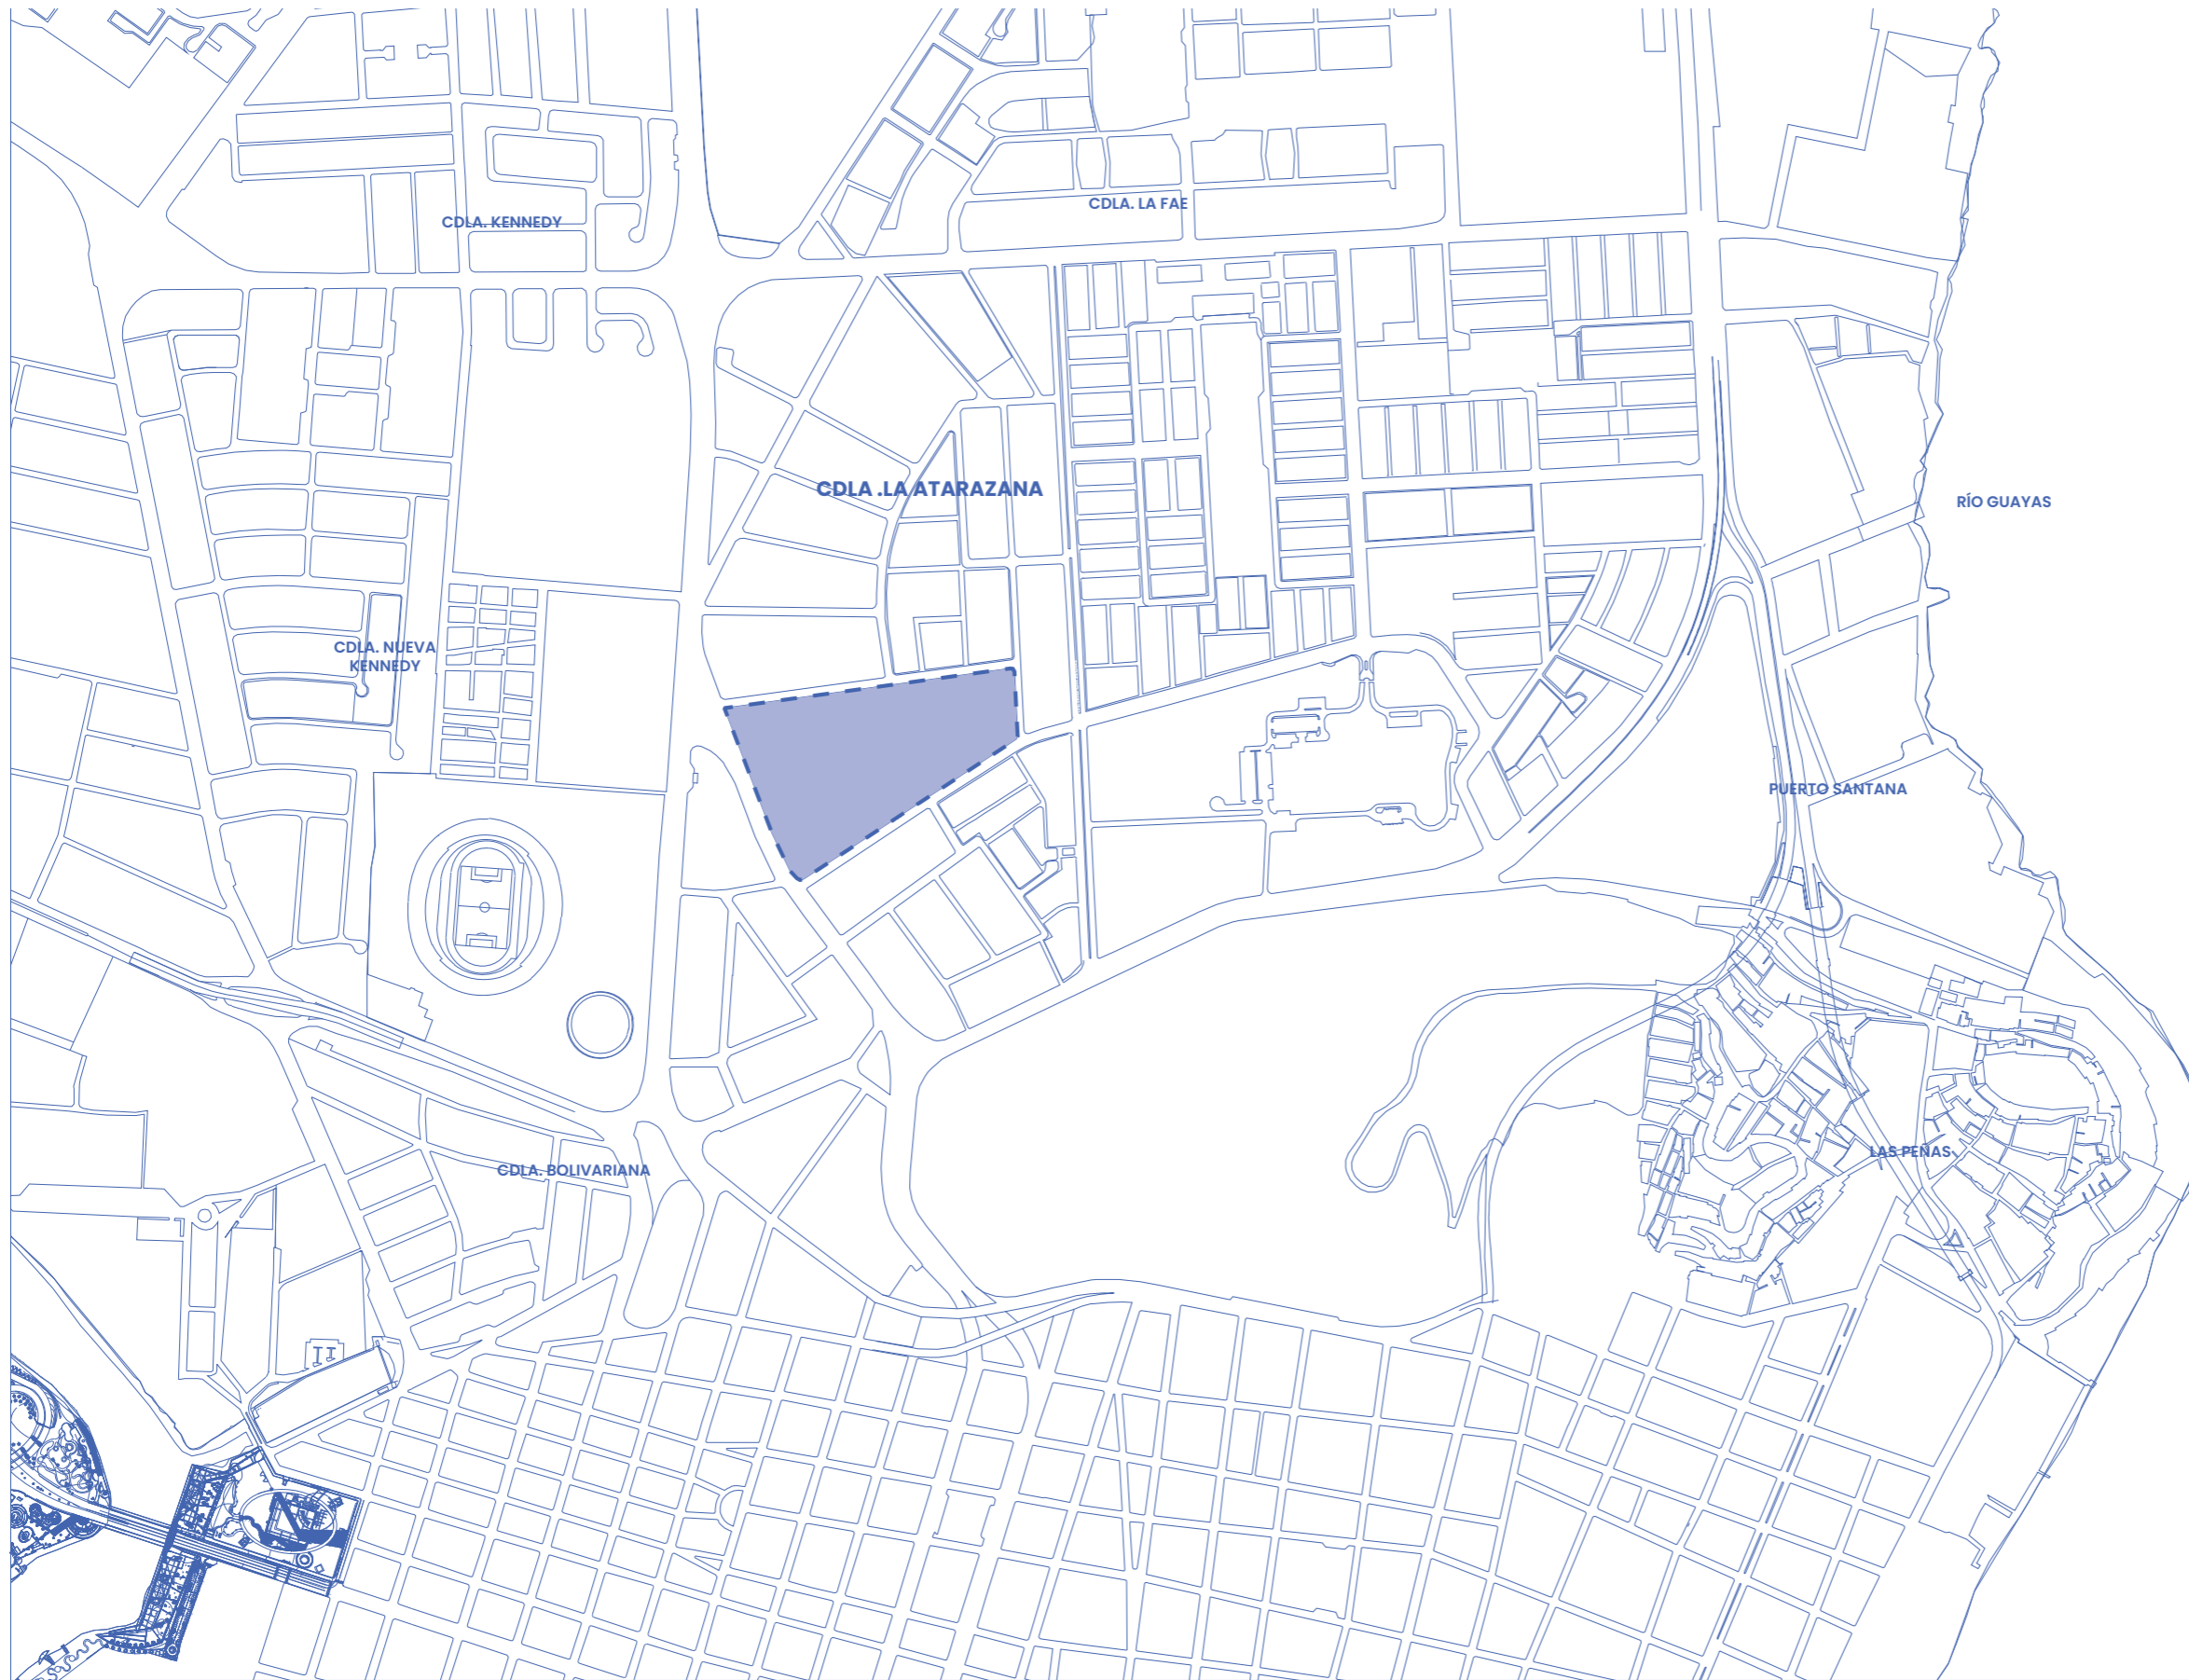 CDLA. LA FAE
CDLA. KENNEDY
CDLA .LA ATARAZANA
RÍO GUAYAS
CDLA. NUEVA
KENNEDY
PUERTO SANTANA
LAS PEÑAS
CDLA. BOLIVARIANA